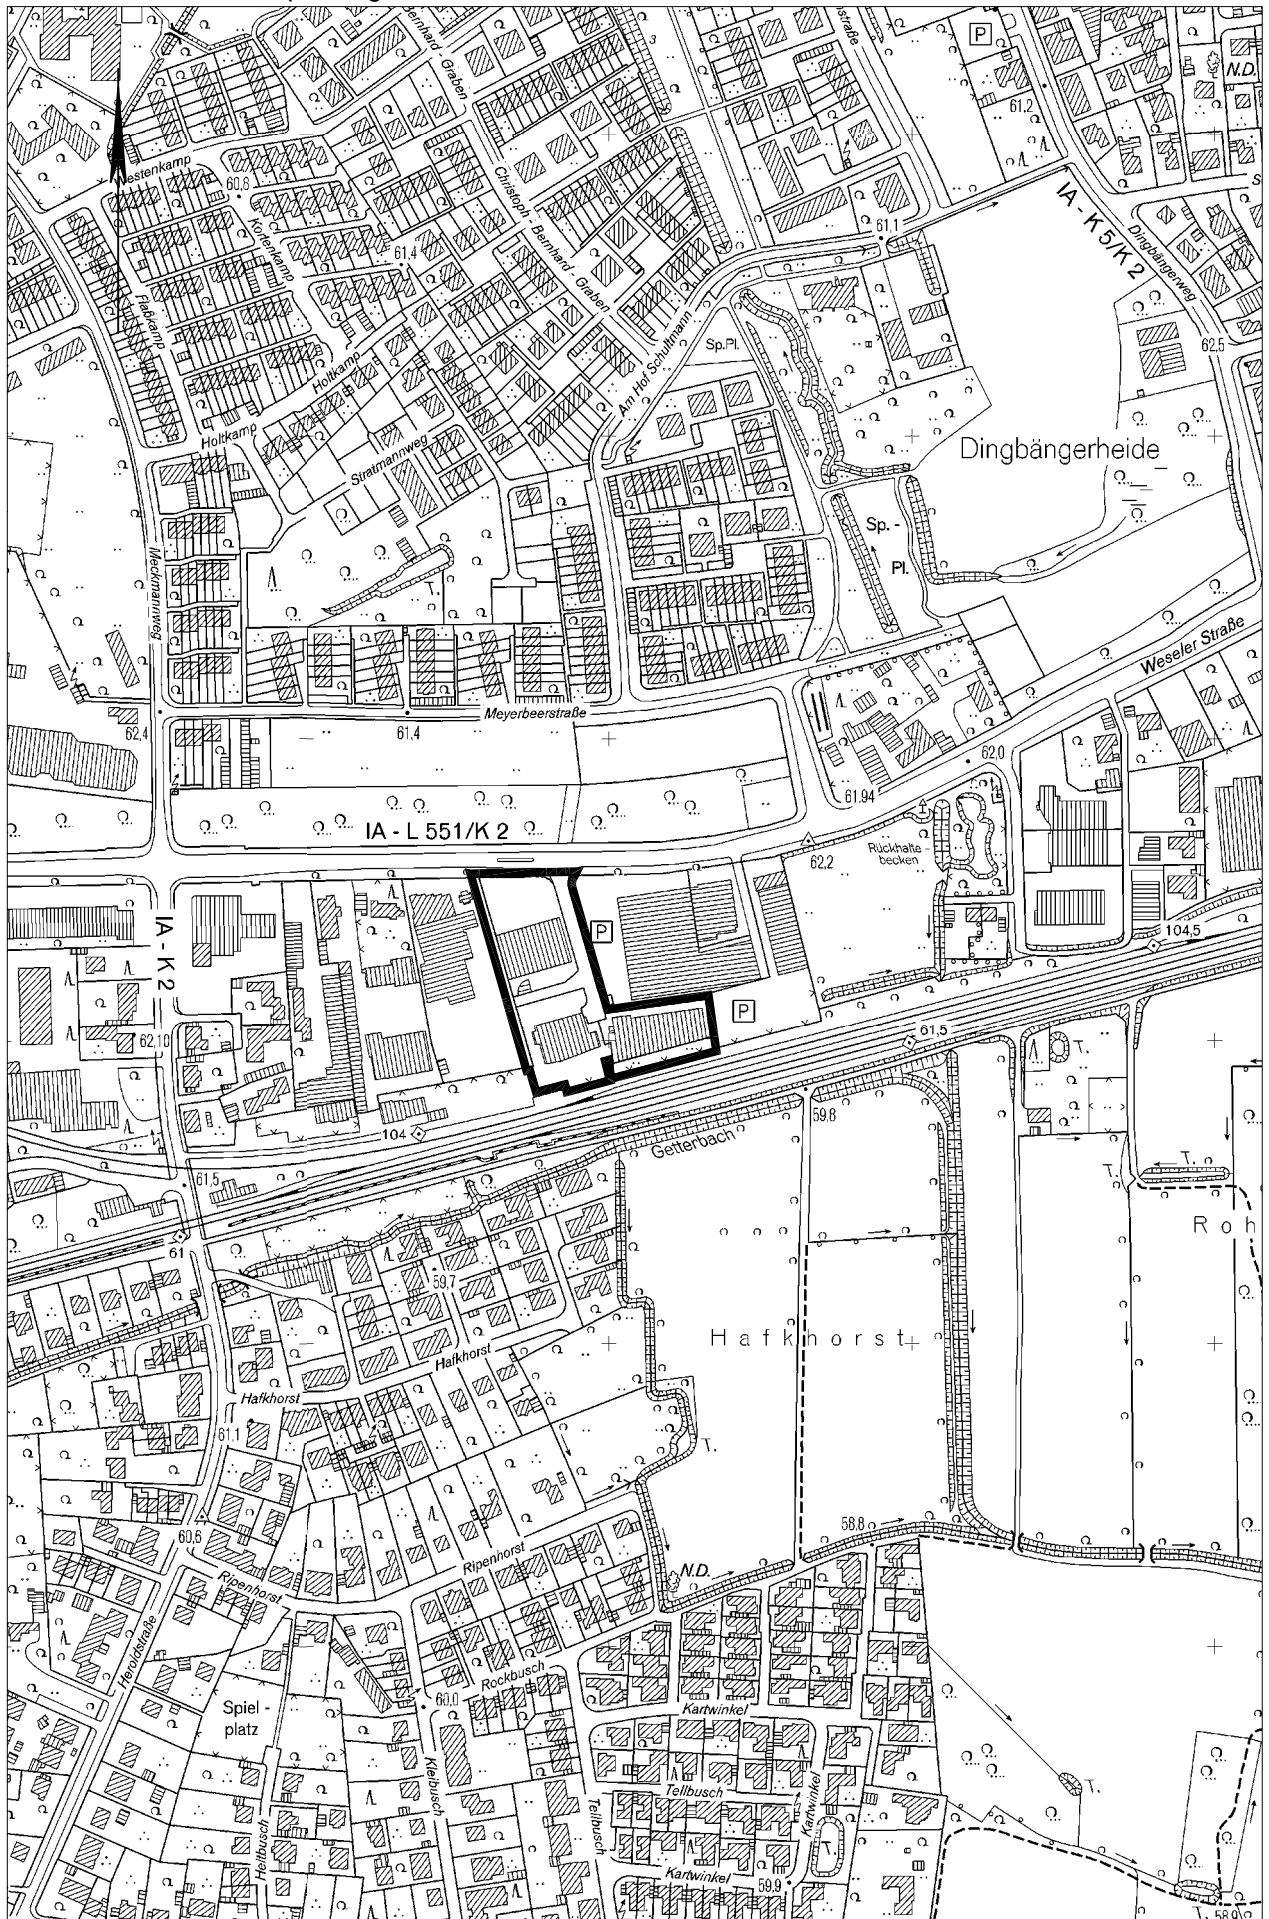 Bernhard - Graben
P
N.D.
61,2
3
Westenkamp
60,8
Kortenkamp
61,4
Christoph - Bernhard - Graben
61,1
IA - K 5/K 2
Dingbängerweg
62,5
Flaßkamp
Holtkamp
Holtkamp
Stratmannweg
Am Hof Schultmann
Sp.Pl.
Dingbängerheide
Sp. -
Pl.
Meckmannweg
T.
Weseler Straße
Meyerbeerstraße
62,4
61,4
62,0
61.94
IA - L 551/K 2
62,2
Rückhalte -
becken
IA - K 2
P
104,5
P
62,10
61,5
T.
104
59,8
Getterbach
61,5
T.
T.
61
Roh
59,7
Hafkhorst
Hafkhorst
Hafkhorst
61,1
T.
60,6
58,8
Ripenhorst
Ripenhorst
N.D.
Heroldstraße
Rockbusch
60,0
Spiel -
platz
Kartwinkel
Kleibusch
Tellbusch
T.
Kartwinkel
Heitbusch
Tellbusch
T.
Kartwinkel
59,9
T.
58,9